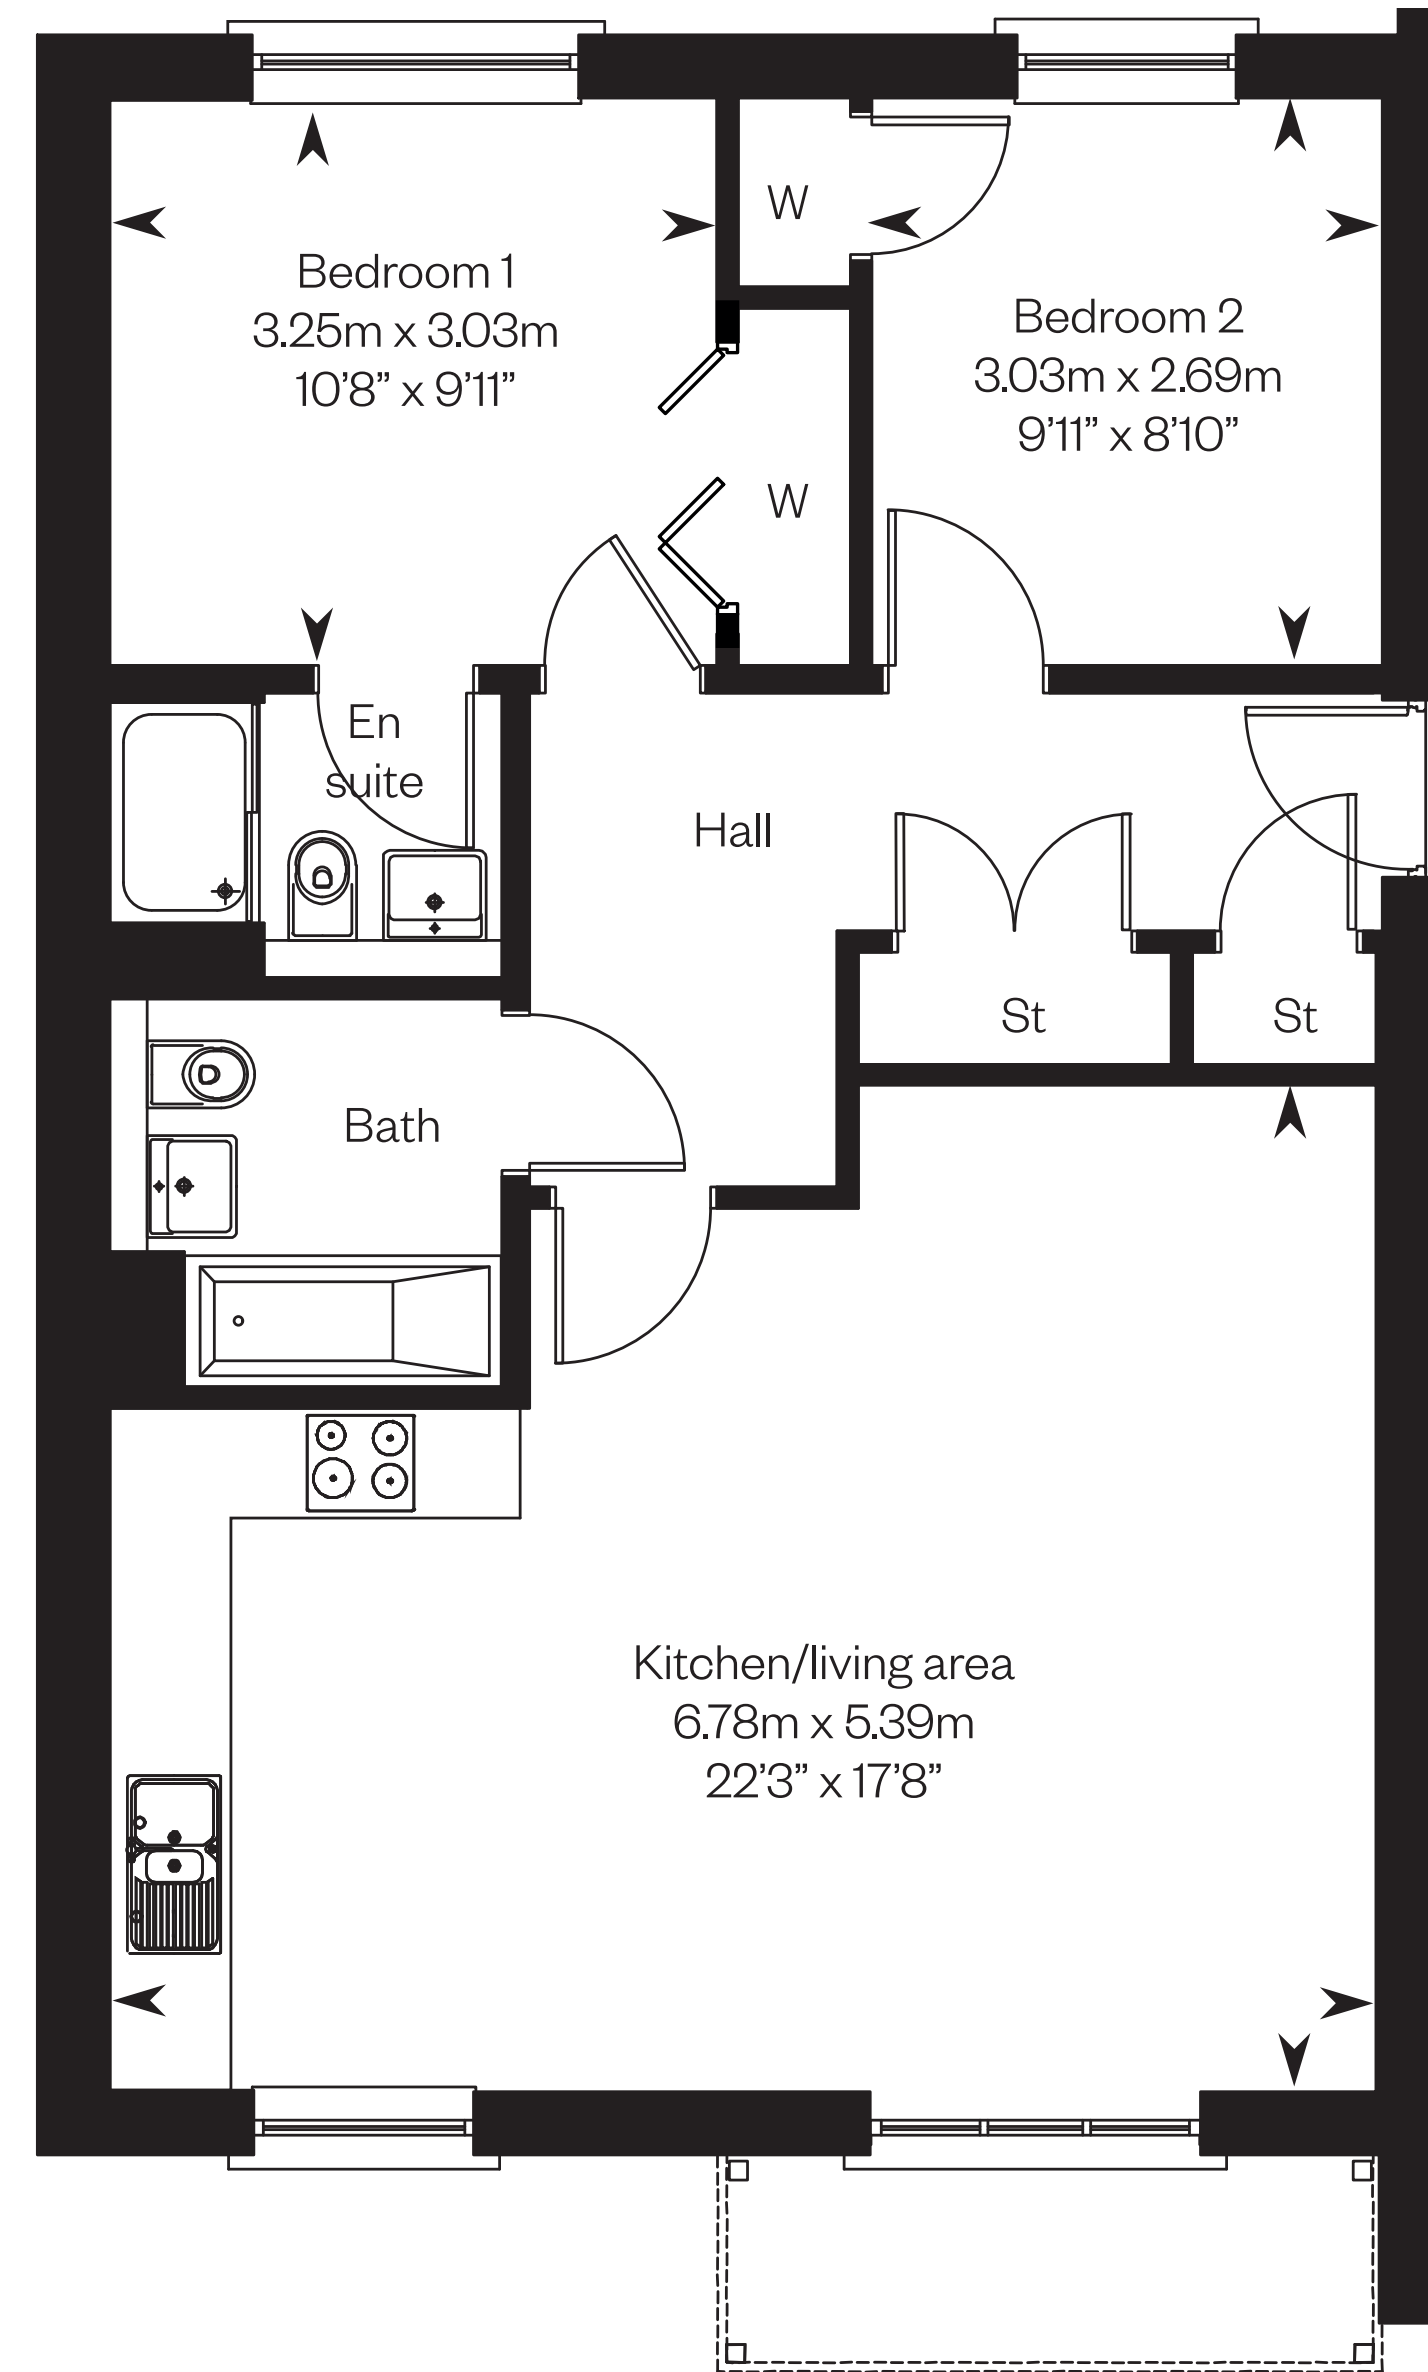 W
Bedroom 1
3.25m x 3.03m
10’8” x 9’11”
Bedroom 2
3.03m x 2.69m
9’11” x 8’10”
W
En
suite
Hall
St
St
Bath
Kitchen/living area
6.78m x 5.39m
22’3” x 17’8”